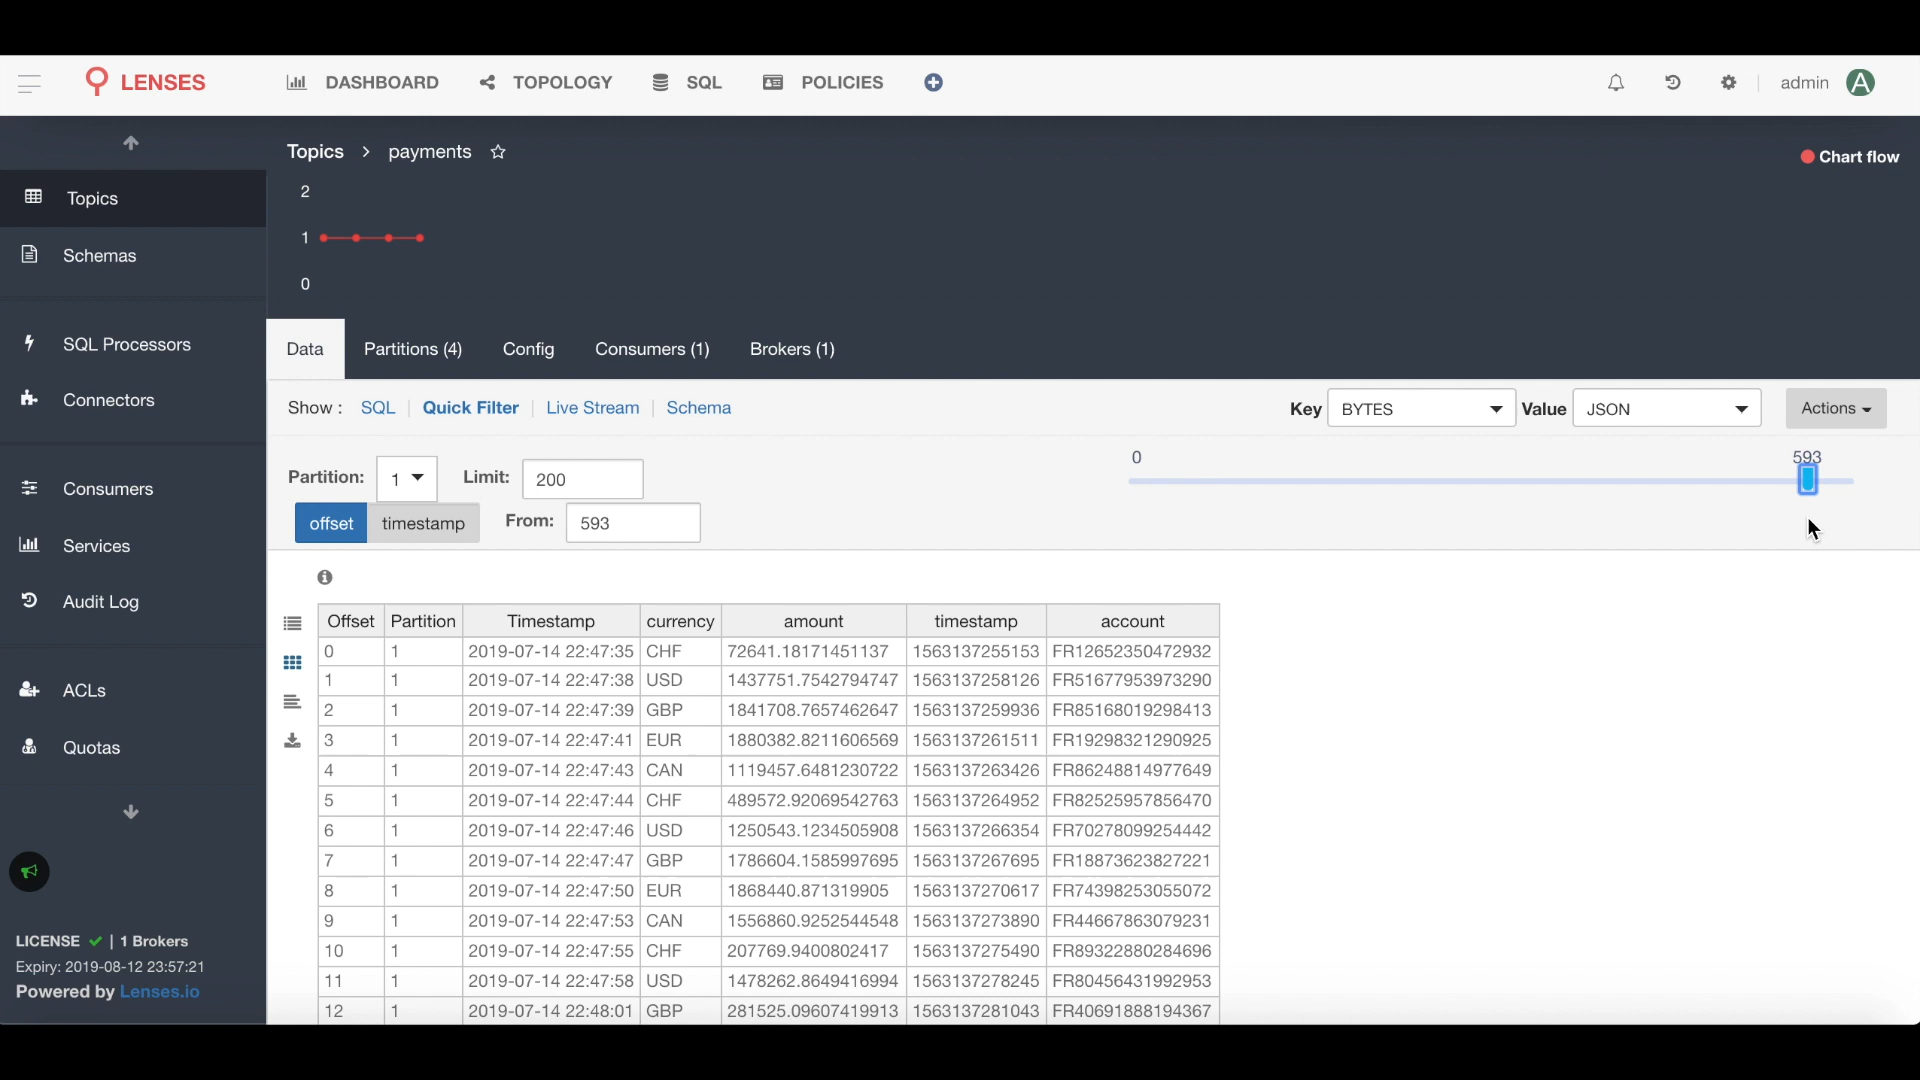 LENSES DASHBOARD TOPOLOGY SQL POLICIES admin A
Topics > payments
Chart flow
2
1
0
Topics
Schemas
SQL Processors
Connectors
Consumers
Services
Audit Log
ACLs
Quotas
LICENSE | 1 Brokers
Expiry: 2019-08-12 23:57:21
Powered by Lenses.io
Data Partitions (4) Config Consumers (1) Brokers (1)
Show : SQL | Quick Filter | Live Stream | Schema Key BYTES Value JSON Actions
Partition: 1 Limit: 200 0 593
offset timestamp From: 593
Offset Partition Timestamp currency amount timestamp account
0 1 2019-07-14 22:47:35 CHF 72641.18171451137 1563137255153 FR12652350472932
1 1 2019-07-14 22:47:38 USD 1437751.7542794747 1563137258126 FR51677953973290
2 1 2019-07-14 22:47:39 GBP 1841708.7657462647 1563137259936 FR85168019298413
3 1 2019-07-14 22:47:41 EUR 1880382.8211606569 1563137261511 FR19298321290925
4 1 2019-07-14 22:47:43 CAN 1119457.6481230722 1563137263426 FR86248814977649
5 1 2019-07-14 22:47:44 CHF 489572.92069542763 1563137264952 FR82525957856470
6 1 2019-07-14 22:47:46 USD 1250543.1234505908 1563137266354 FR70278099254442
7 1 2019-07-14 22:47:47 GBP 1786604.1585997695 1563137267695 FR18873623827221
8 1 2019-07-14 22:47:50 EUR 1868440.871319905 1563137270617 FR74398253055072
9 1 2019-07-14 22:47:53 CAN 1556860.9252544548 1563137273890 FR44667863079231
10 1 2019-07-14 22:47:55 CHF 207769.9400802417 1563137275490 FR89322880284696
11 1 2019-07-14 22:47:58 USD 1478262.8649416994 1563137278245 FR80456431992953
12 1 2019-07-14 22:48:01 GBP 281525.09607419913 1563137281043 FR40691888194367